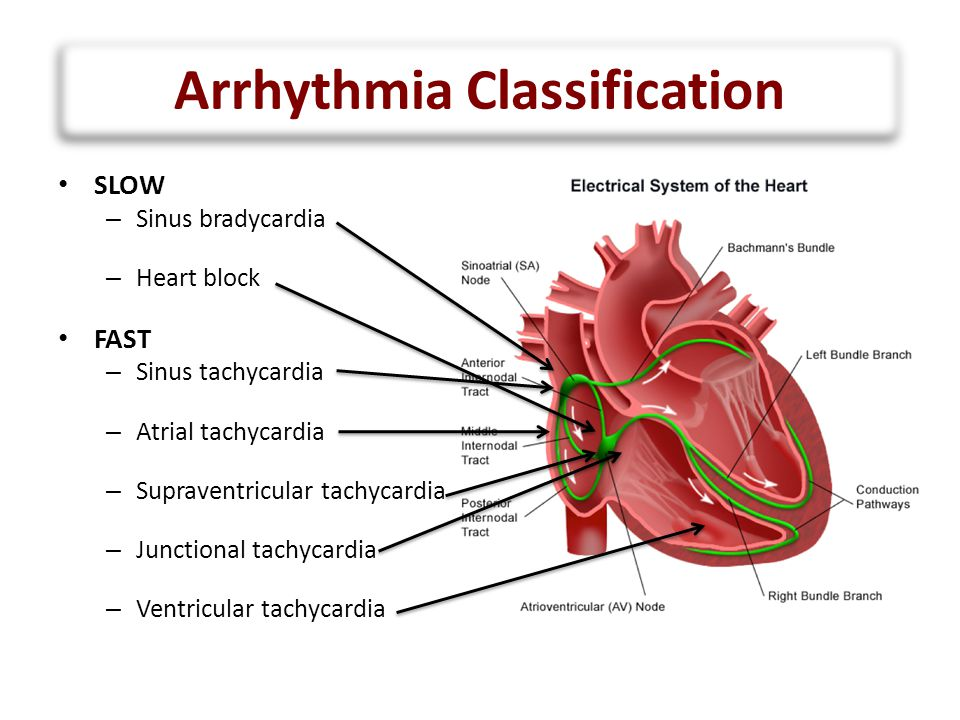 Arrhythmia Classification
• SLOW
– Sinus bradycardia
– Heart block
• FAST
– Sinus tachycardia
– Atrial tachycardia
– Supraventricular tachycardia
– Junctional tachycardia
– Ventricular tachycardia
Electrical System of the Heart
Bachmann's Bundle
Sinoatrial (SA)
Node
Anterior
Internodal
Tract
Middle
Internodal
Tract
Posterior
Internodal
Tract
Left Bundle Branch
Conduction
Pathways
Right Bundle Branch
Atrioventricular (AV) Node